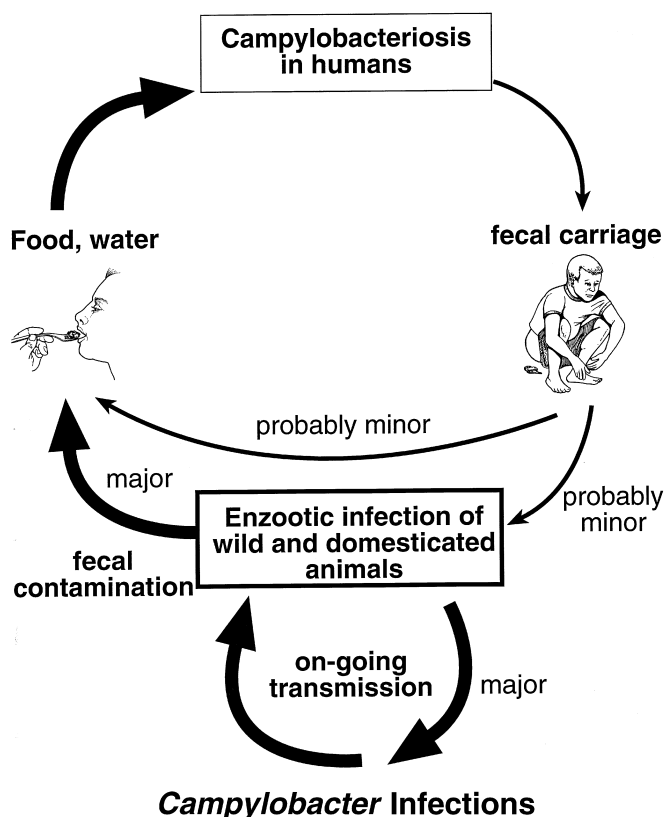 Campylobacteriosis
in humans
Food, water
fecal carriage
probably minor
major
probably
minor
Enzootic infection of
wild and domesticated
animals
fecal
contamination
on-going
transmission
major
Campylobacter Infections